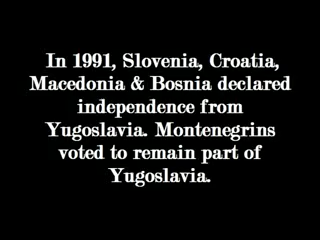 In 1991, Slovenia, Croatia,
Macedonia & Bosnia declared
independence from
Yugoslavia. Montenegrins
voted to remain part of
Yugoslavia.